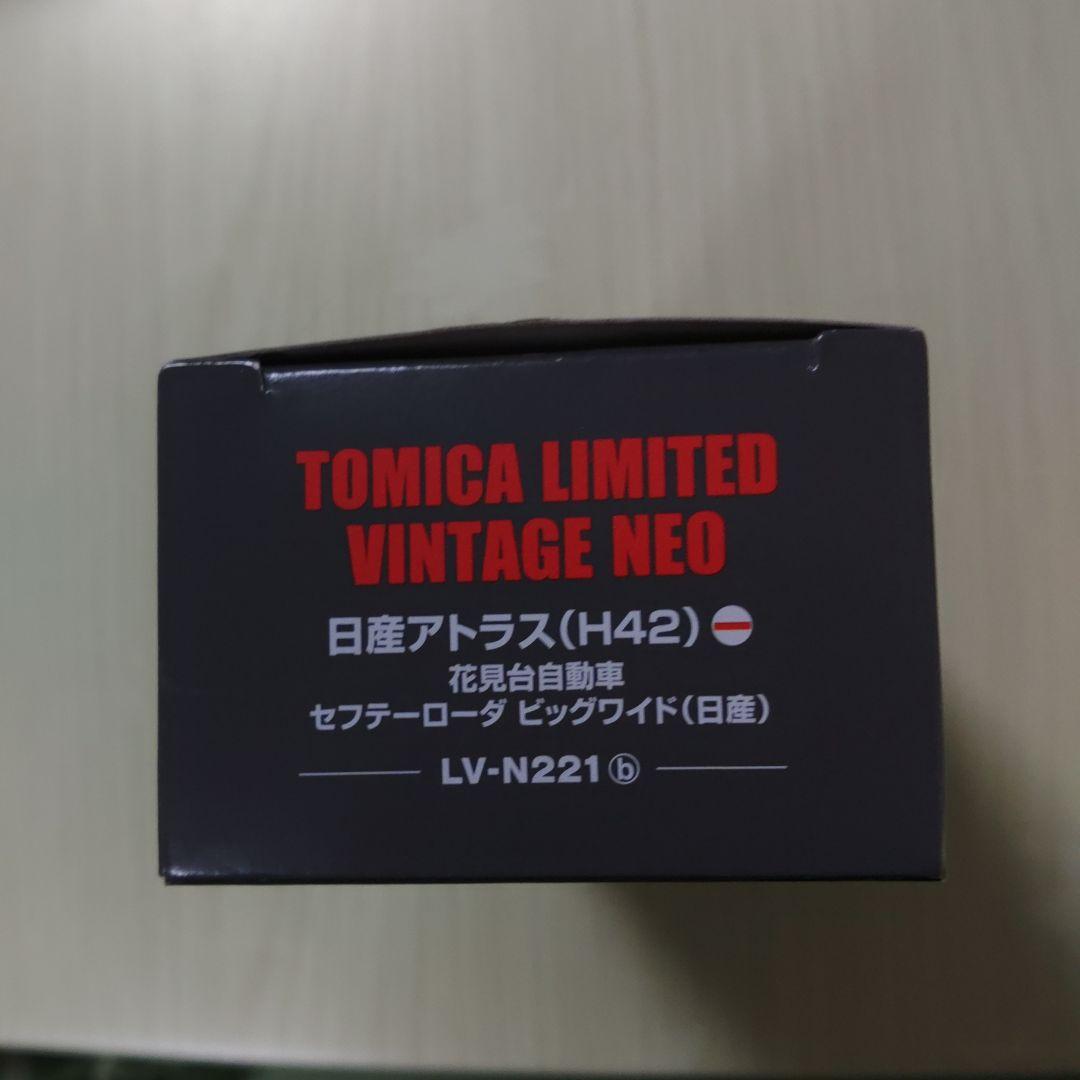 TOMICA LIMITED
VINTAGE NEO
日産アトラス(H42)
花見台自動車
セフテーローダ ビッグワイド(日産)
LV-N221ⓑ